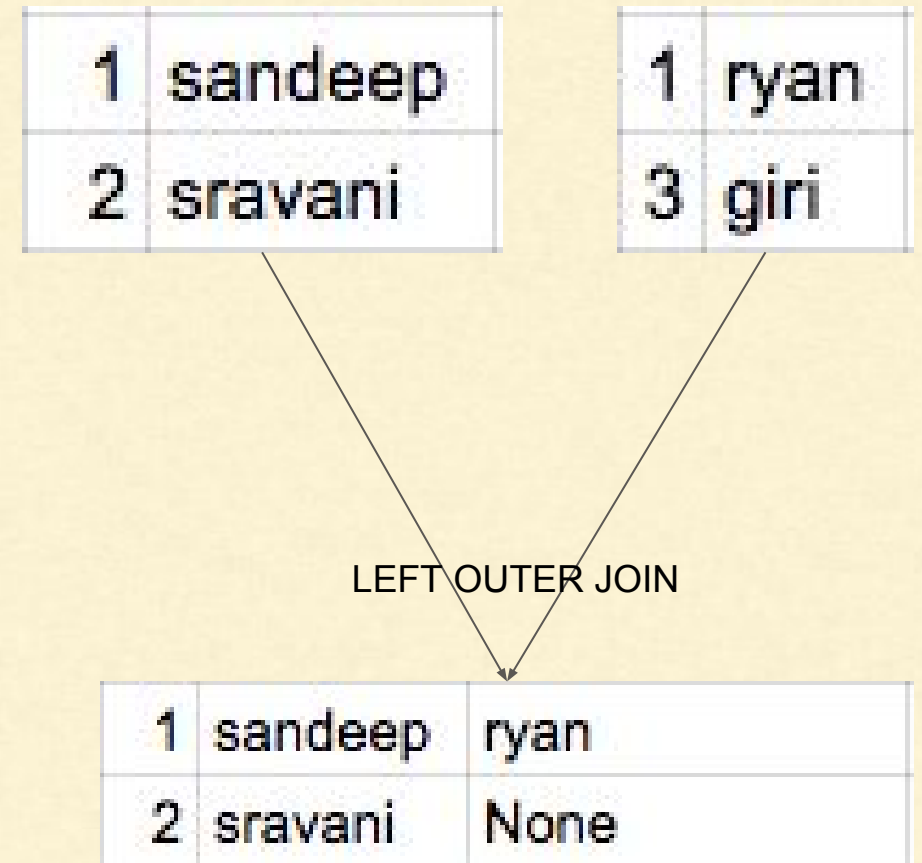 1 sandeep
2 sravani
1 ryan
3 giri
LEFT OUTER JOIN
1 sandeep ryan
2 sravani None